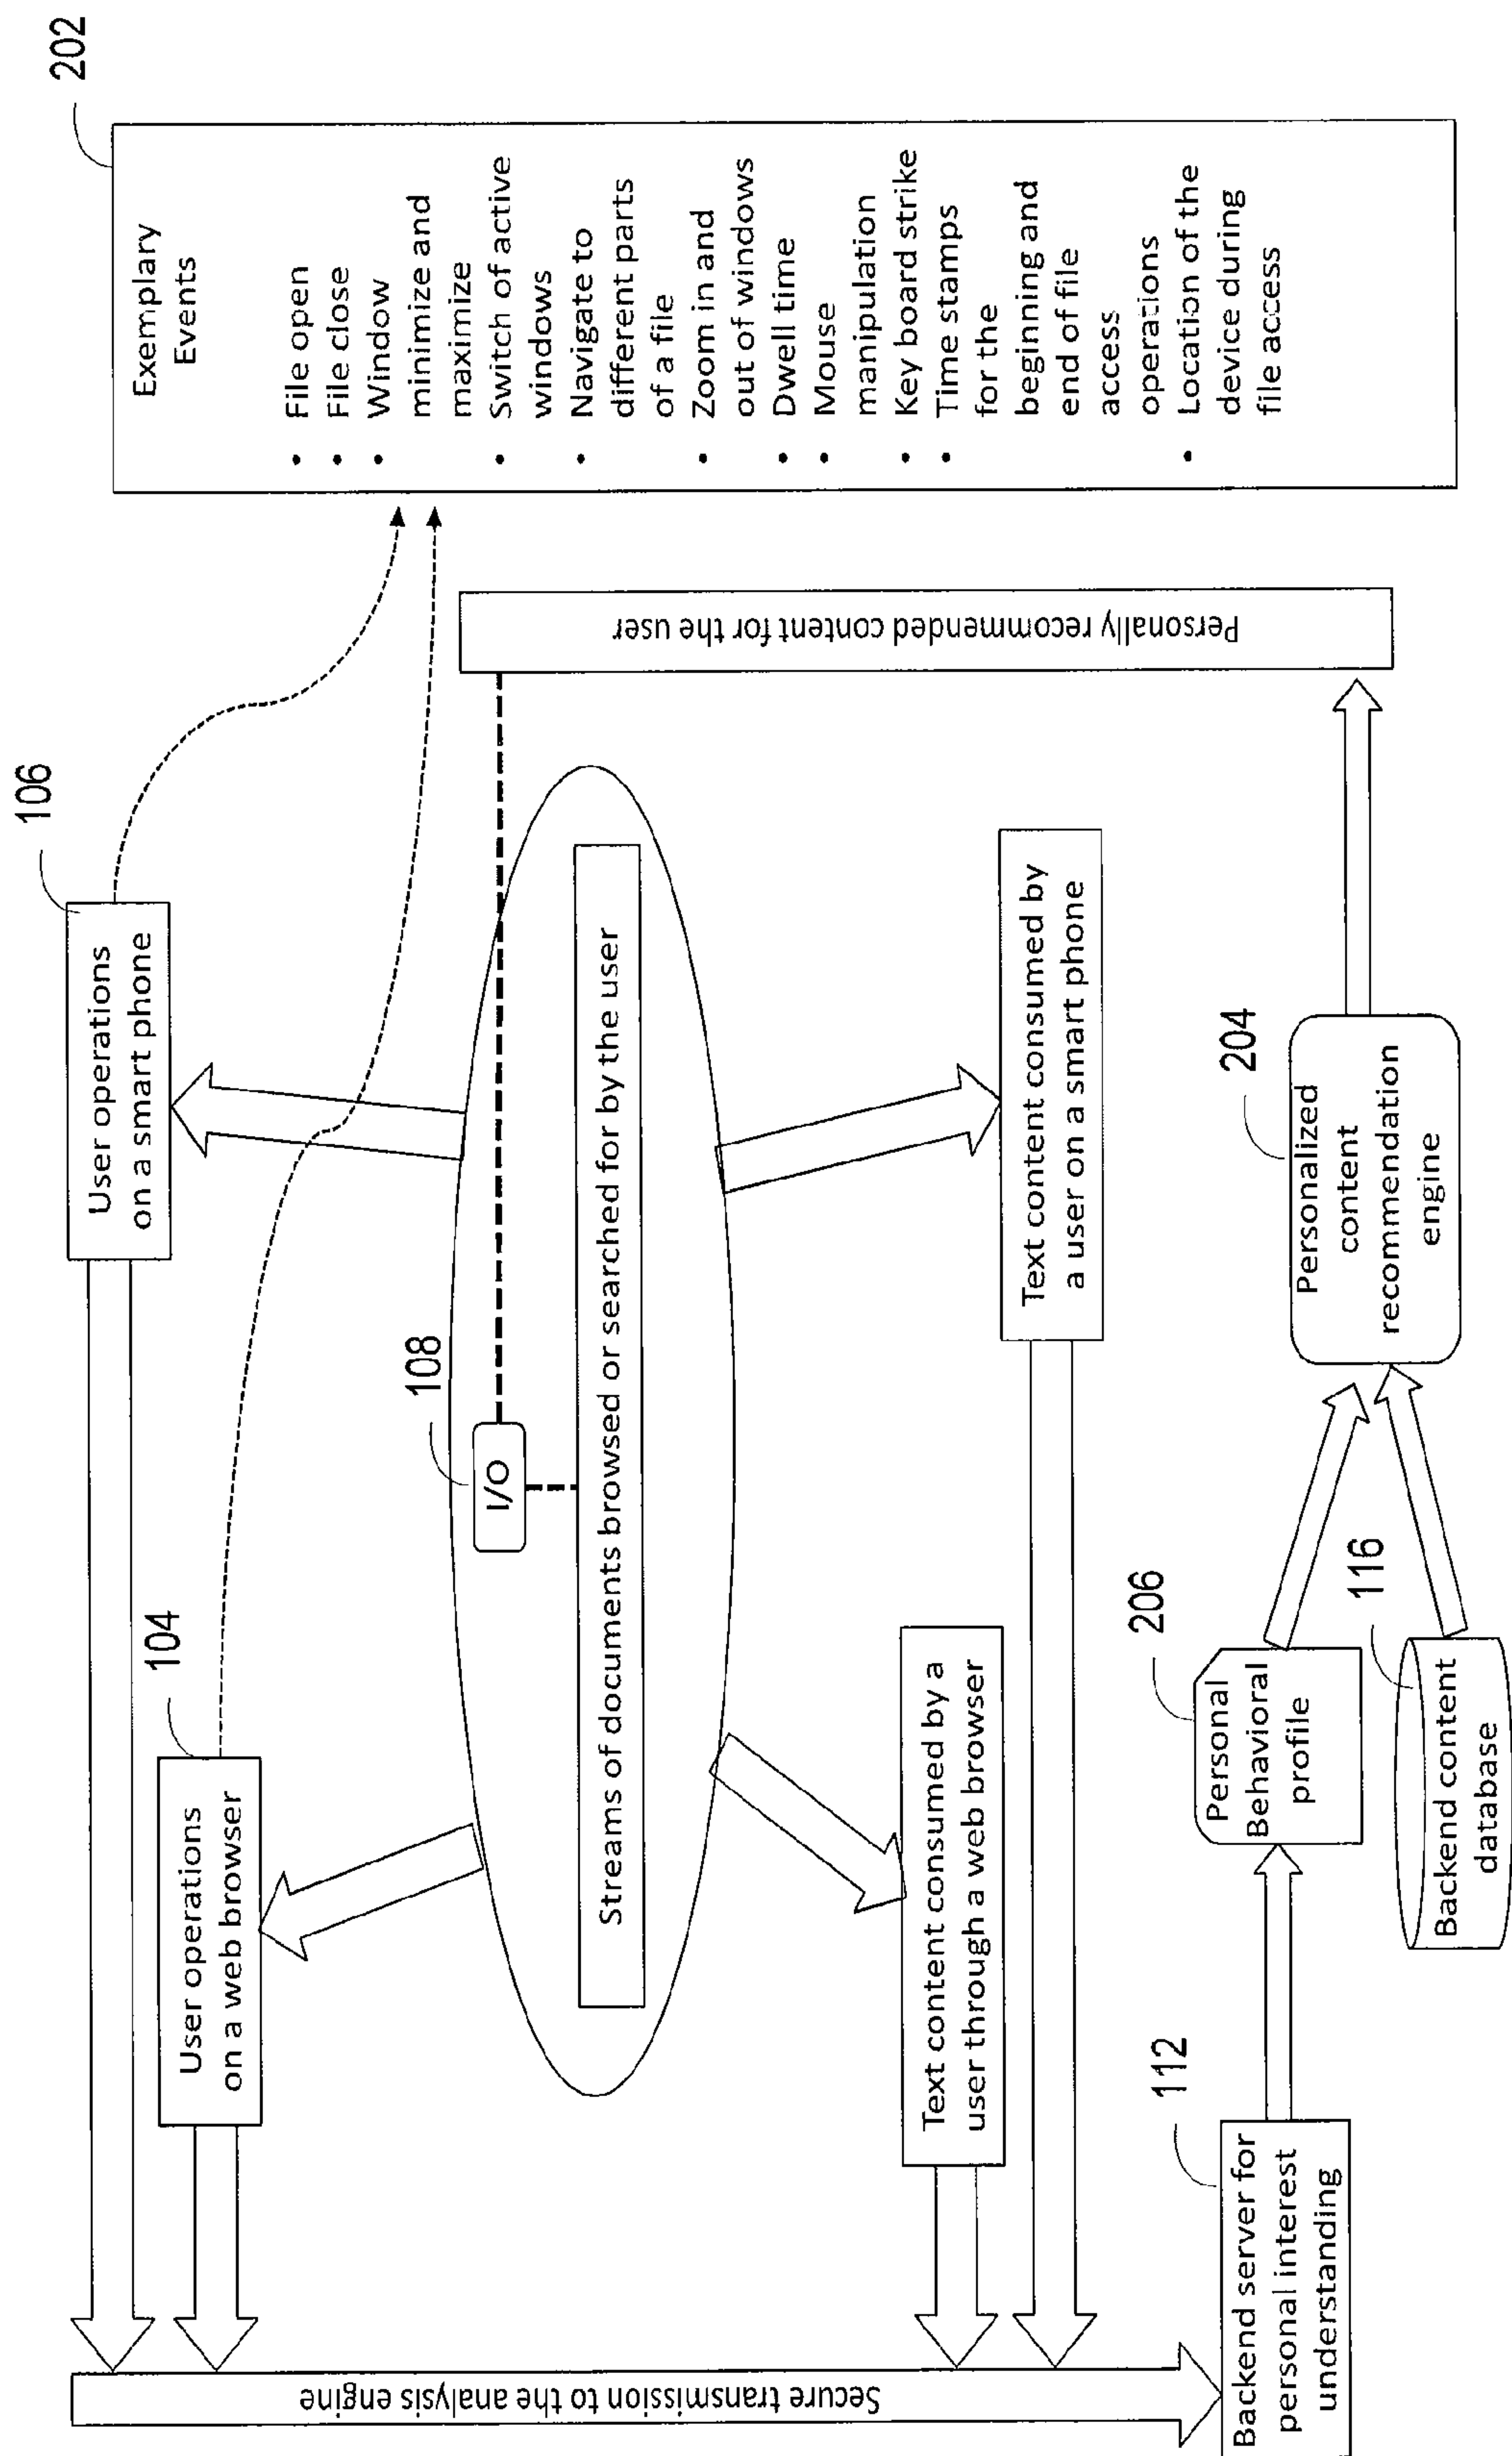 106
User operations
on a smart phone
104
User operations
on a web browser
202
Exemplary
Events
• File open
• File close
• Window
minimize and
maximize
• Switch of active
windows
• Navigate to
different parts
of a file
• Zoom in and
out of windows
• Dwell time
• Mouse
manipulation
• Key board strike
• Time stamps
for the
beginning and
end of file
access
operations
• Location of the
device during
file access
108
I/O
Streams of documents browsed or searched for by the user
Secure transmission to the analysis engine
Personally recommended content for the user
Text content consumed by a
user through a web browser
Text content consumed by
a user on a smart phone
112
Backend server for
personal interest
understanding
206
Personal
Behavioral
profile
116
Backend content
database
204
Personalized
content
recommendation
engine